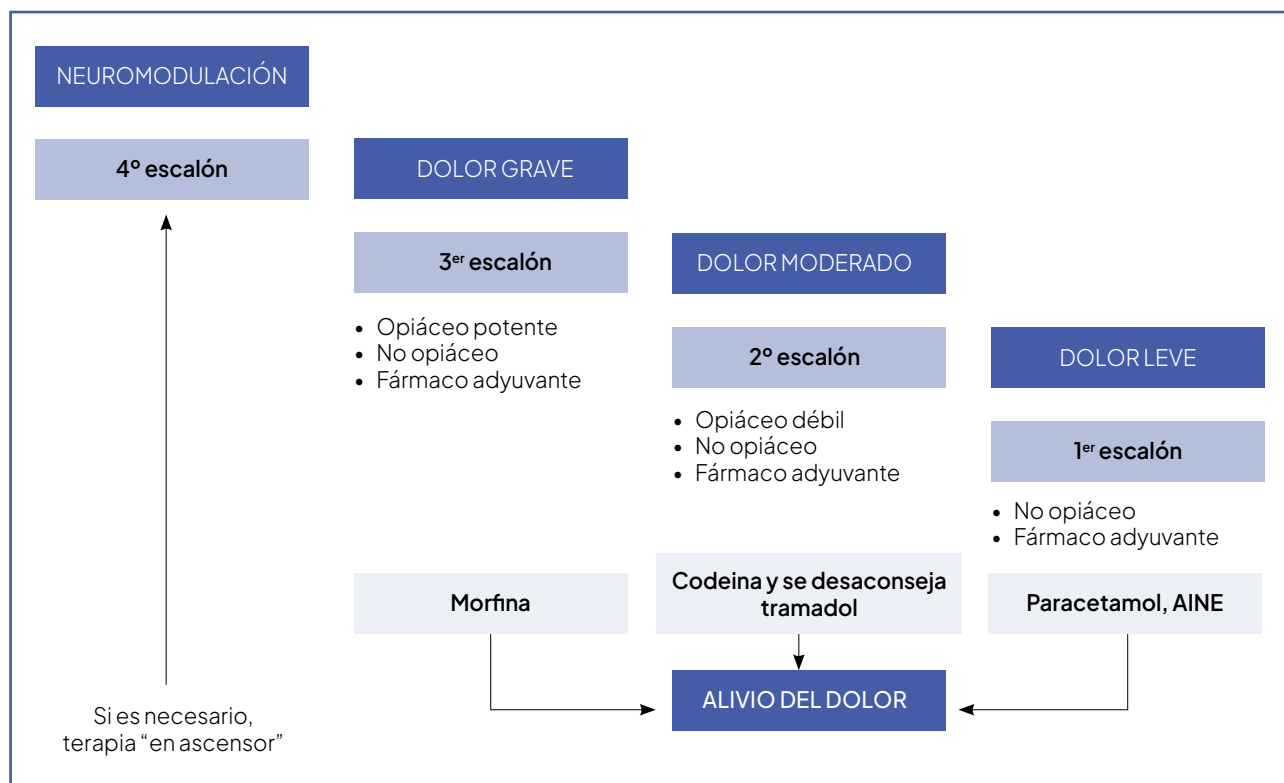 NEUROMODULACIÓN
4º escalón
Si es necesario,
terapia “en ascensor”
DOLOR GRAVE
3er escalón
• Opiáceo potente
• No opiáceo
• Fármaco adyuvante
Morfina
DOLOR MODERADO
2º escalón
• Opiáceo débil
• No opiáceo
• Fármaco adyuvante
Codeina y se desaconseja
tramadol
DOLOR LEVE
1er escalón
• No opiáceo
• Fármaco adyuvante
Paracetamol, AINE
ALIVIO DEL DOLOR